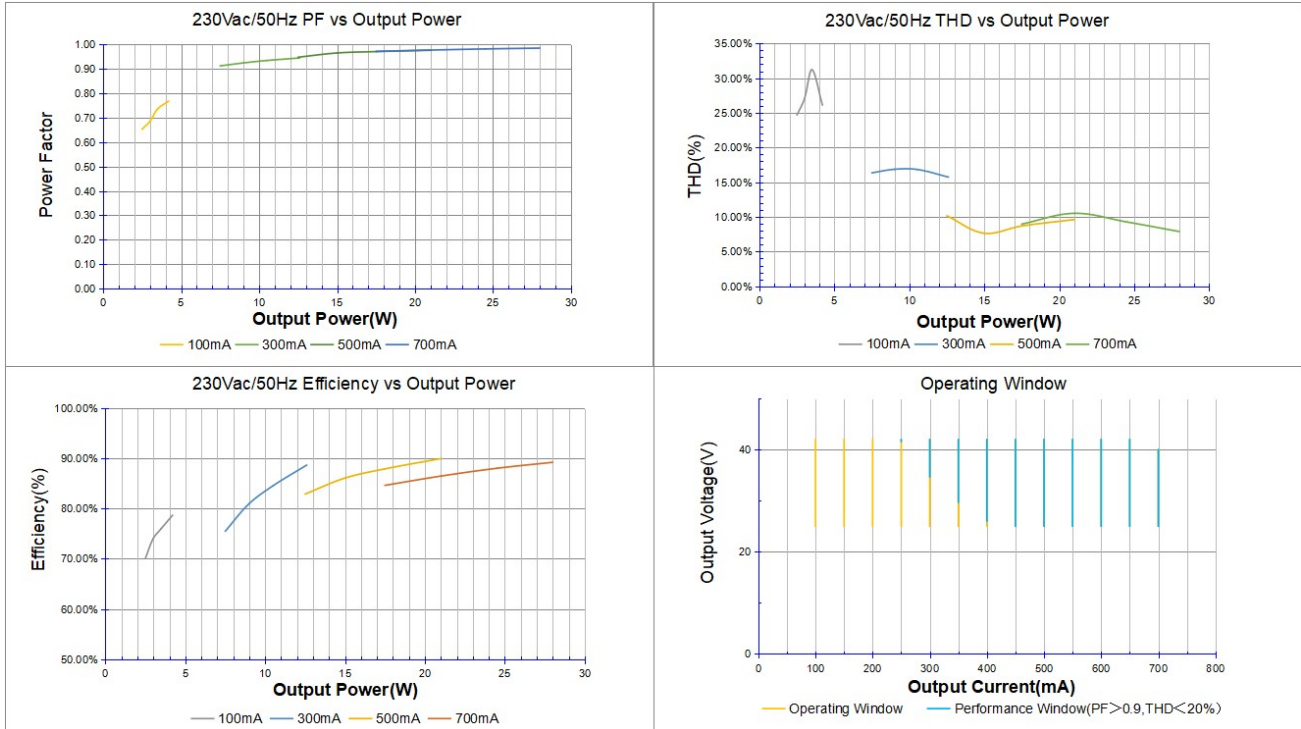 230Vac/50Hz PF vs Output Power
1.00
0.90
0.80
0.70
0.60
0.50
0.40
0.30
0.20
0.10
0.00
Power Factor
0 5 10 15 20 25 30
Output Power(W)
100mA 300mA 500mA 700mA
230Vac/50Hz THD vs Output Power
35.00%
30.00%
25.00%
20.00%
15.00%
10.00%
5.00%
0.00%
THD(%)
0 5 10 15 20 25 30
Output Power(W)
100mA 300mA 500mA 700mA
230Vac/50Hz Efficiency vs Output Power
100.00%
90.00%
80.00%
70.00%
60.00%
50.00%
Efficiency(%)
0 5 10 15 20 25 30
Output Power(W)
100mA 300mA 500mA 700mA
Operating Window
40
20
0
Output Voltage(V)
0 100 200 300 400 500 600 700 800
Output Current(mA)
Operating Window Performance Window(PF＞0.9,THD＜20%)